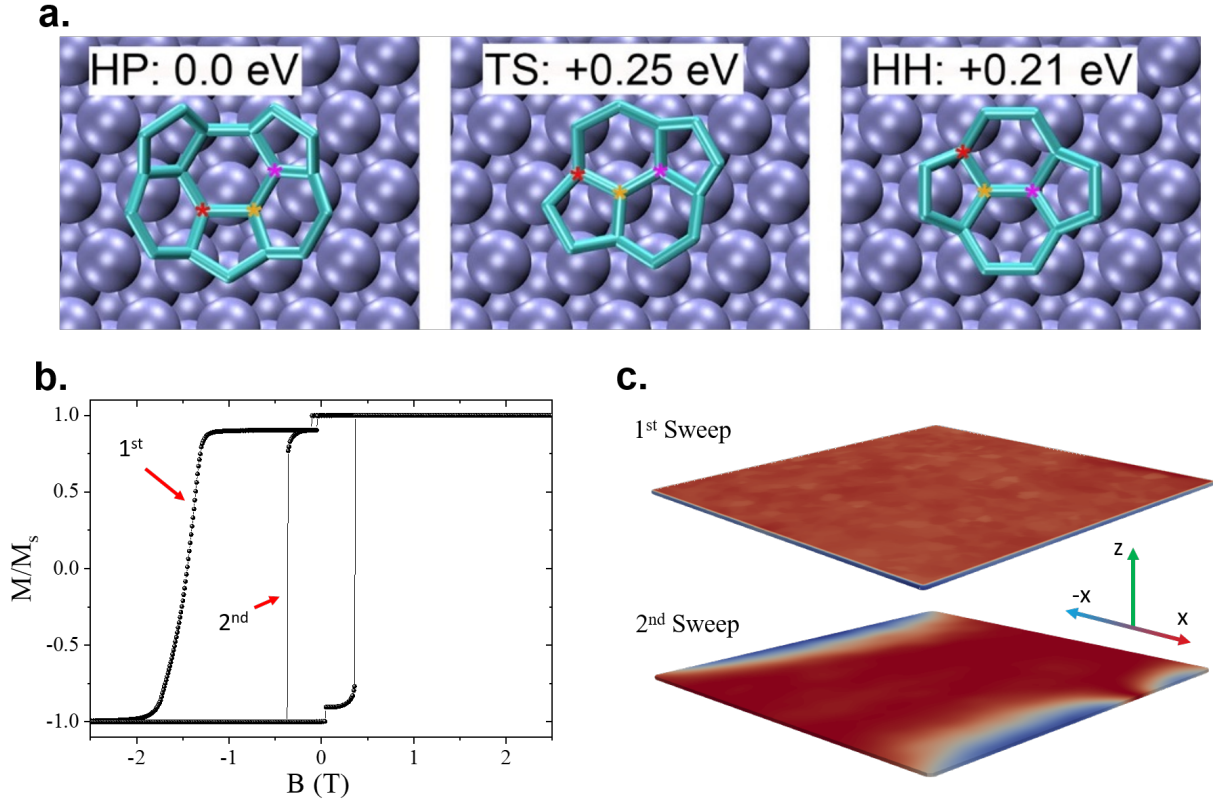 a.
HP: 0.0 eV
TS: +0.25 eV
HH: +0.21 eV
b.
1.0
0.5
0.0
-0.5
-1.0
M/Ms
1st
2nd
-2
-1
0
1
2
B (T)
c.
1st Sweep
z
-x
x
2nd Sweep